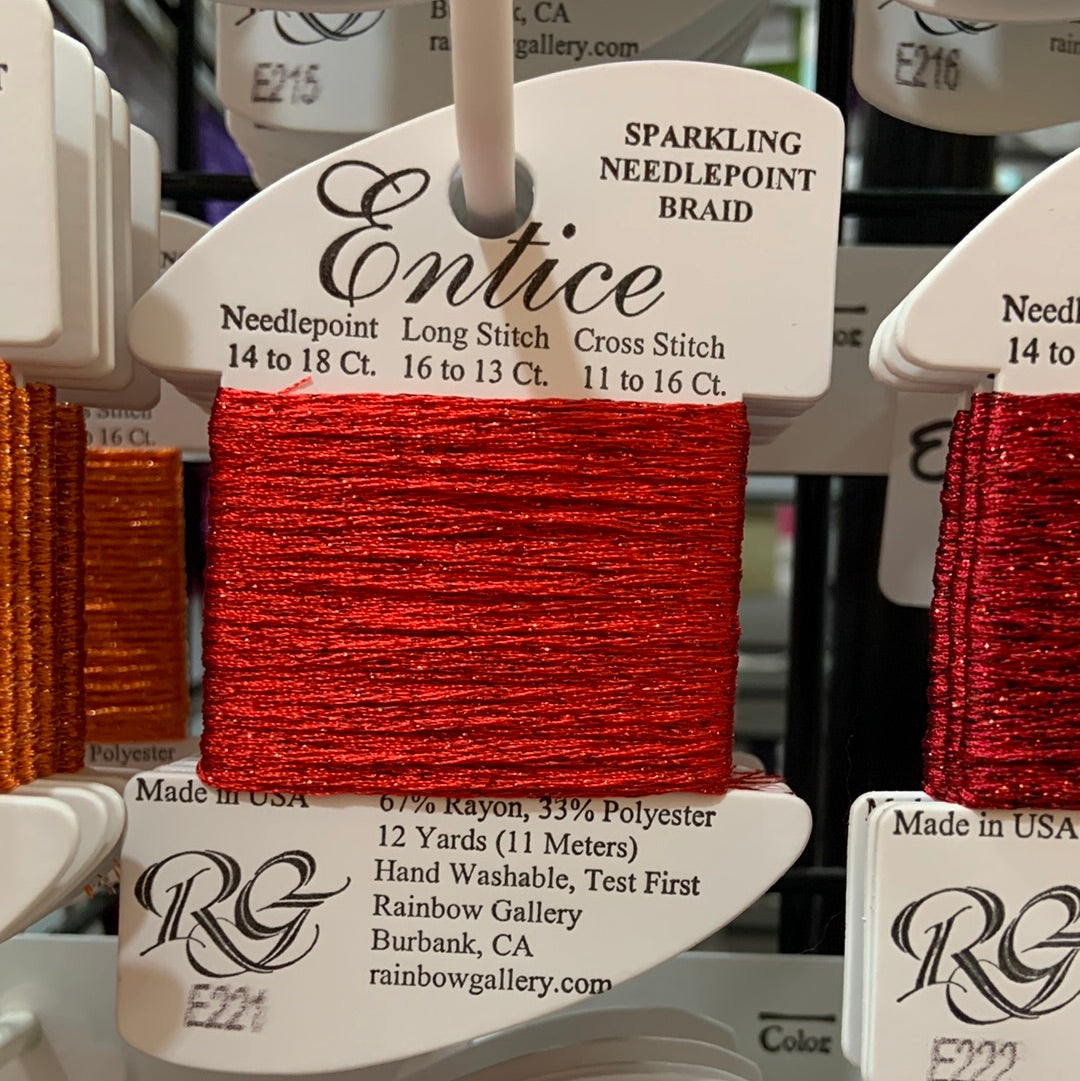 CA
rainbowgallery.com
E215
E216
SPARKLING
NEEDLEPOINT
BRAID
Entice
Needlepoint Long Stitch Cross Stitch
14 to 18 Ct. 16 to 13 Ct. 11 to 16 Ct.
16 Ct.
Polyester
Made in USA
67% Rayon, 33% Polyester
12 Yards (11 Meters)
Hand Washable, Test First
Rainbow Gallery
Burbank, CA
rainbowgallery.com
RG
E221
14 to
Made in USA
RG
E222
Color